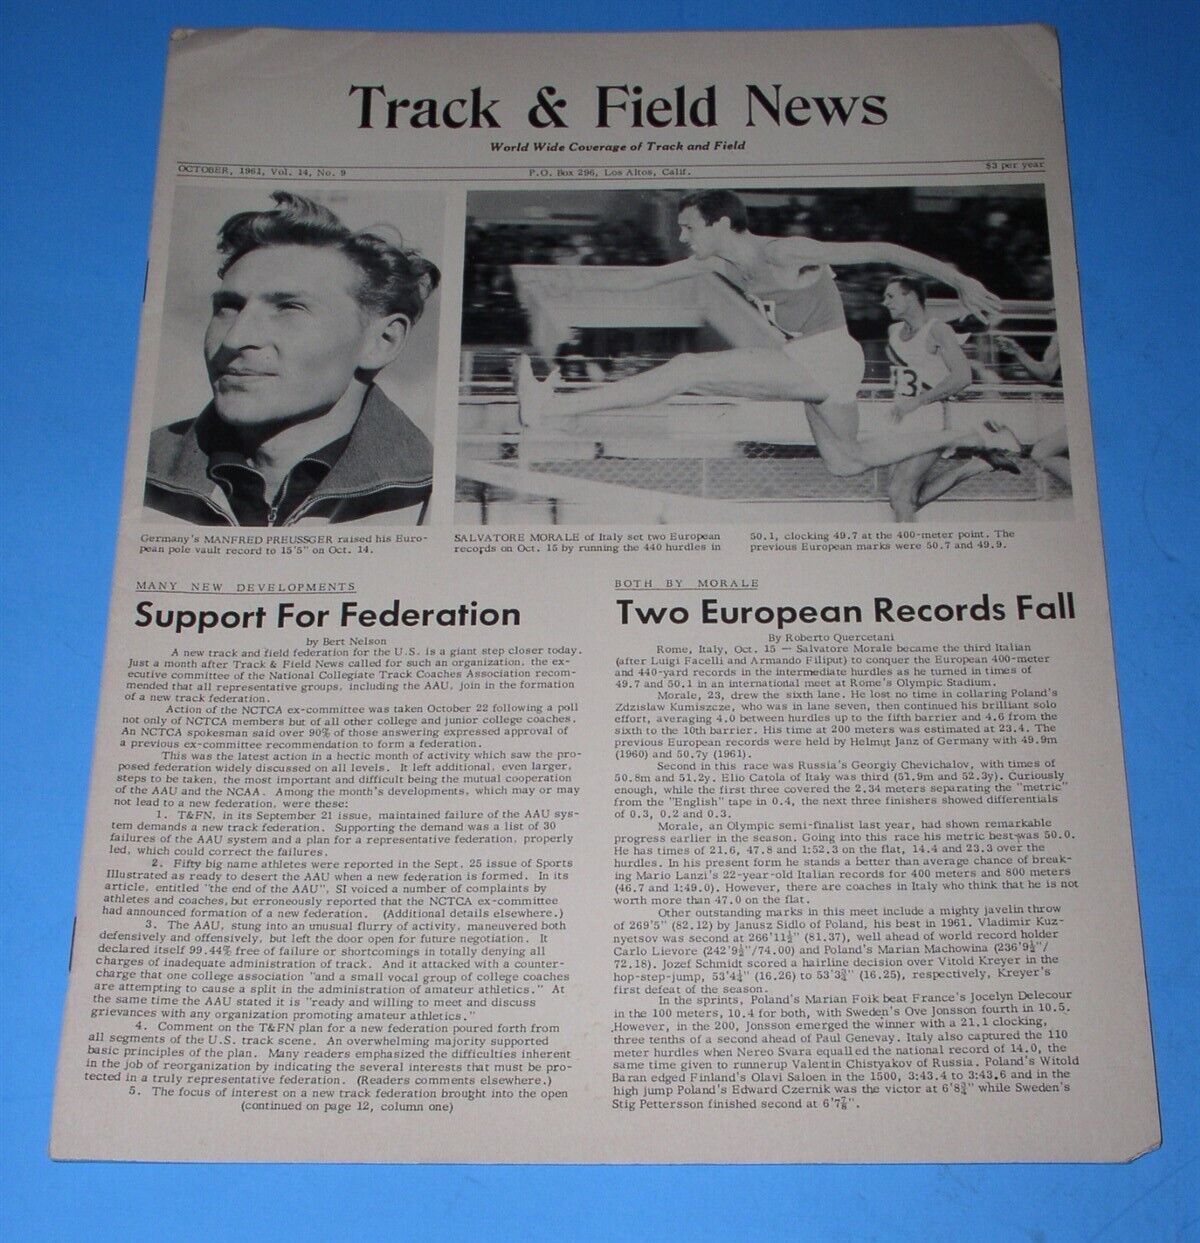 Track & Field News
World Wide Coverage of Track and Field
OCTOBER, 1961, Vol. 14, No. 9
P.O. Box 296, Los Altos, Calif.
$3 per year
3
Germany's MANFRED PREUSSGER raised his Euro-
pean pole vault record to 15'5" on Oct. 14.
SALVATORE MORALE of Italy set two European
records on Oct. 15 by running the 440 hurdles in
50.1, clocking 49.7 at the 400-meter point. The
previous European marks were 50.7 and 49.9.
MANY NEW DEVELOPMENTS
Support For Federation
by Bert Nelson
A new track and field federation for the U.S. is a giant step closer today.
Just a month after Track & Field News called for such an organization, the ex-
ecutive committee of the National Collegiate Track Coaches Association recom-
mended that all representative groups, including the AAU, join in the formation
of a new track federation.
Action of the NCTCA ex-committee was taken October 22 following a poll
not only of NCTCA members but of all other college and junior college coaches.
An NCTCA spokesman said over 90% of those answering expressed approval of
a previous ex-committee recommendation to form a federation.
This was the latest action in a hectic month of activity which saw the pro-
posed federation widely discussed on all levels. It left additional, even larger,
steps to be taken, the most important and difficult being the mutual cooperation
of the AAU and the NCAA. Among the month's developments, which may or may
not lead to a new federation, were these:
1. T&FN, in its September 21 issue, maintained failure of the AAU sys-
tem demands a new track federation. Supporting the demand was a list of 30
failures of the AAU system and a plan for a representative federation, properly
led, which could correct the failures.
2. Fifty big name athletes were reported in the Sept. 25 issue of Sports
Illustrated as ready to desert the AAU when a new federation is formed. In its
article, entitled "the end of the AAU", SI voiced a number of complaints by
athletes and coaches, but erroneously reported that the NCTCA ex-committee
had announced formation of a new federation. (Additional details elsewhere.)
3. The AAU, stung into an unusual flurry of activity, maneuvered both
defensively and offensively, but left the door open for future negotiation. It
declared itself 99.44% free of failure or shortcomings in totally denying all
charges of inadequate administration of track. And it attacked with a counter-
charge that one college association "and a small vocal group of college coaches
are attempting to cause a split in the administration of amateur athletics." At
the same time the AAU stated it is "ready and willing to meet and discuss
grievances with any organization promoting amateur athletics."
4. Comment on the T&FN plan for a new federation poured forth from
all segments of the U.S. track scene. An overwhelming majority supported
basic principles of the plan. Many readers emphasized the difficulties inherent
in the job of reorganization by indicating the several interests that must be pro-
tected in a truly representative federation. (Readers comments elsewhere.)
5. The focus of interest on a new track federation brought into the open
(continued on page 12, column one)
BOTH BY MORALE
Two European Records Fall
By Roberto Quercetani
Rome, Italy, Oct. 15 — Salvatore Morale became the third Italian
(after Luigi Facelli and Armando Filiput) to conquer the European 400-meter
and 440-yard records in the intermediate hurdles as he turned in times of
49.7 and 50.1 in an international meet at Rome's Olympic Stadium.
Morale, 23, drew the sixth lane. He lost no time in collaring Poland's
Zdzislaw Kumiszcze, who was in lane seven, then continued his brilliant solo
effort, averaging 4.0 between hurdles up to the fifth barrier and 4.6 from the
sixth to the 10th barrier. His time at 200 meters was estimated at 23.4. The
previous European records were held by Helmut Janz of Germany with 49.9m
(1960) and 50.7y (1961).
Second in this race was Russia's Georgiy Chevichalov, with times of
50.8m and 51.2y. Elio Catola of Italy was third (51.9m and 52.3y). Curiously
enough, while the first three covered the 2.34 meters separating the "metric"
from the "English" tape in 0.4, the next three finishers showed differentials
of 0.3, 0.2 and 0.3.
Morale, an Olympic semi-finalist last year, had shown remarkable
progress earlier in the season. Going into this race his metric best was 50.0.
He has times of 21.6, 47.8 and 1:52.3 on the flat, 14.4 and 23.3 over the
hurdles. In his present form he stands a better than average chance of break-
ing Mario Lanzi's 22-year-old Italian records for 400 meters and 800 meters
(46.7 and 1:49.0). However, there are coaches in Italy who think that he is not
worth more than 47.0 on the flat.
Other outstanding marks in this meet include a mighty javelin throw
of 269'5" (82.12) by Janusz Sidlo of Poland, his best in 1961. Vladimir Kuz-
nyetsov was second at 266'11½" (81.37), well ahead of world record holder
Carlo Lievore (242'9½"/74.00) and Poland's Marian Machowina (236'9½"/
72.18). Jozef Schmidt scored a hairline decision over Vitold Kreyer in the
hop-step-jump, 53'4¼" (16.26) to 53'3¾" (16.25), respectively, Kreyer's
first defeat of the season.
In the sprints, Poland's Marian Foik beat France's Jocelyn Delecour
in the 100 meters, 10.4 for both, with Sweden's Ove Jonsson fourth in 10.5.
However, in the 200, Jonsson emerged the winner with a 21.1 clocking,
three tenths of a second ahead of Paul Genevay. Italy also captured the 110
meter hurdles when Nereo Svara equalled the national record of 14.0, the
same time given to runnerup Valentin Chistyakov of Russia. Poland's Witold
Baran edged Finland's Olavi Saloen in the 1500, 3:43.4 to 3:43.6 and in the
high jump Poland's Edward Czernik was the victor at 6'8¾" while Sweden's
Stig Pettersson finished second at 6'7⅞".